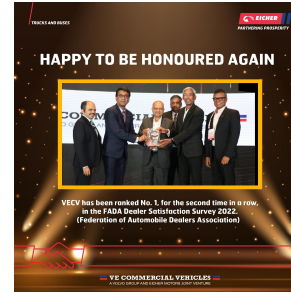 TRUCKS AND BUSES
EICHER
PARTNERING PROSPERITY
HAPPY TO BE HONOURED AGAIN
VECV has been ranked No. 1, for the second time in a row,
in the FADA Dealer Satisfaction Survey 2022.
(Federation of Automobile Dealers Association)
VE COMMERCIAL VEHICLES
A VOLVO GROUP AND EICHER MOTORS JOINT VENTURE